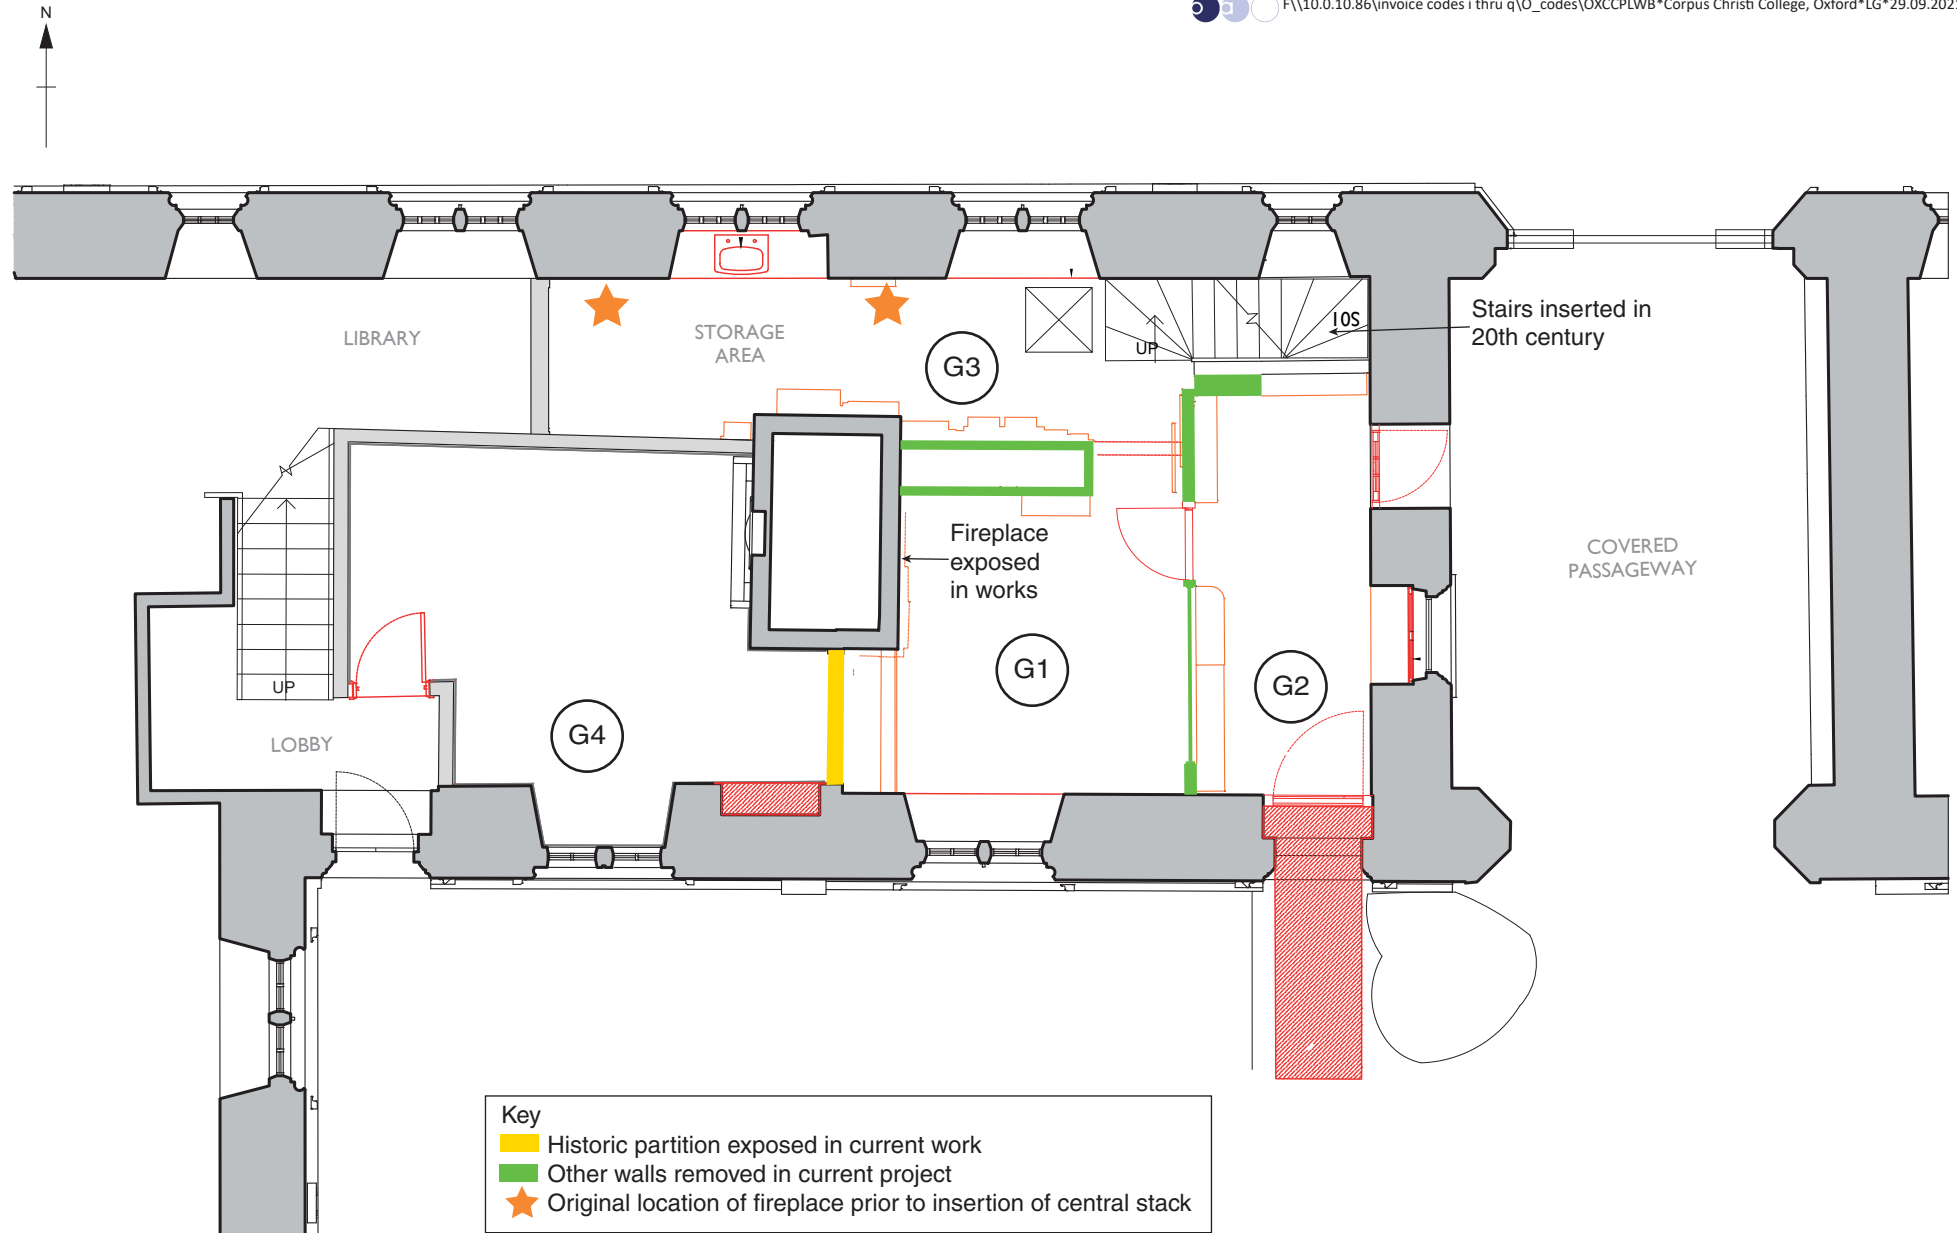 N
o a F\\10.0.10.86\invoice codes i thru q\O_codes\OXCCPLWB*Corpus Christi College, Oxford*LG*29.09.2021
LIBRARY
STORAGE
AREA
G3
UP
10S
Stairs inserted in
20th century
Fireplace
exposed
in works
COVERED
PASSAGEWAY
G1
G2
G4
UP
LOBBY
Key
Historic partition exposed in current work
Other walls removed in current project
Original location of fireplace prior to insertion of central stack